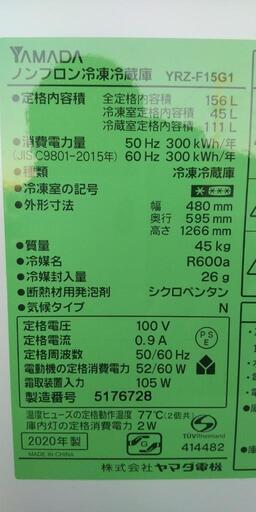 YAMADA
ノンフロン冷凍冷蔵庫 YRZ-F15G1
●定格内容積 全定格内容積 156 L
冷凍室定格内容積 45 L
冷蔵室定格内容積 111 L
●消費電力量 50 Hz 300 kWh/年
(JIS C9801-2015年) 60 Hz 300 kWh/年
●種類 冷凍冷蔵庫
●冷凍室の記号
●外形寸法 幅 480 mm
奥行 595 mm
高さ 1266 mm
●質量 45 kg
●冷媒名 R600a
●冷媒封入量 26 g
●断熱材用発泡剤 シクロペンタン
●気候タイプ N
定格電圧 100 V
定格電流 0.9 A
定格周波数 50/60 Hz
電動機の定格消費電力 52/60 W
霜取装置入力 105 W
製造番号 5176728
PSE
温度ヒューズの定格動作温度 77℃(2個共)
庫内灯の定格消費電力 2 W
2020年製
MADE IN CHINA
G
TÜVRheinland
414482
株式会社 ヤマダ電機